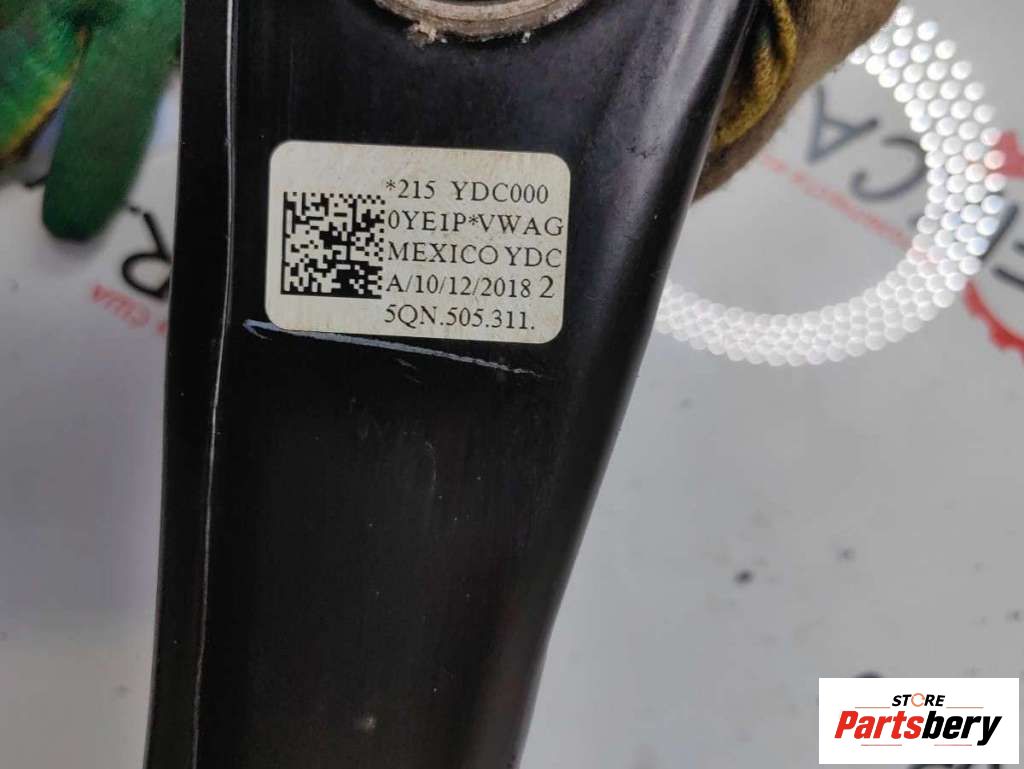 *215 YDC000
0YE1P*VWAG
MEXICO YDC
A/10/12/2018 2
5QN.505.311.
STORE
Partsbery